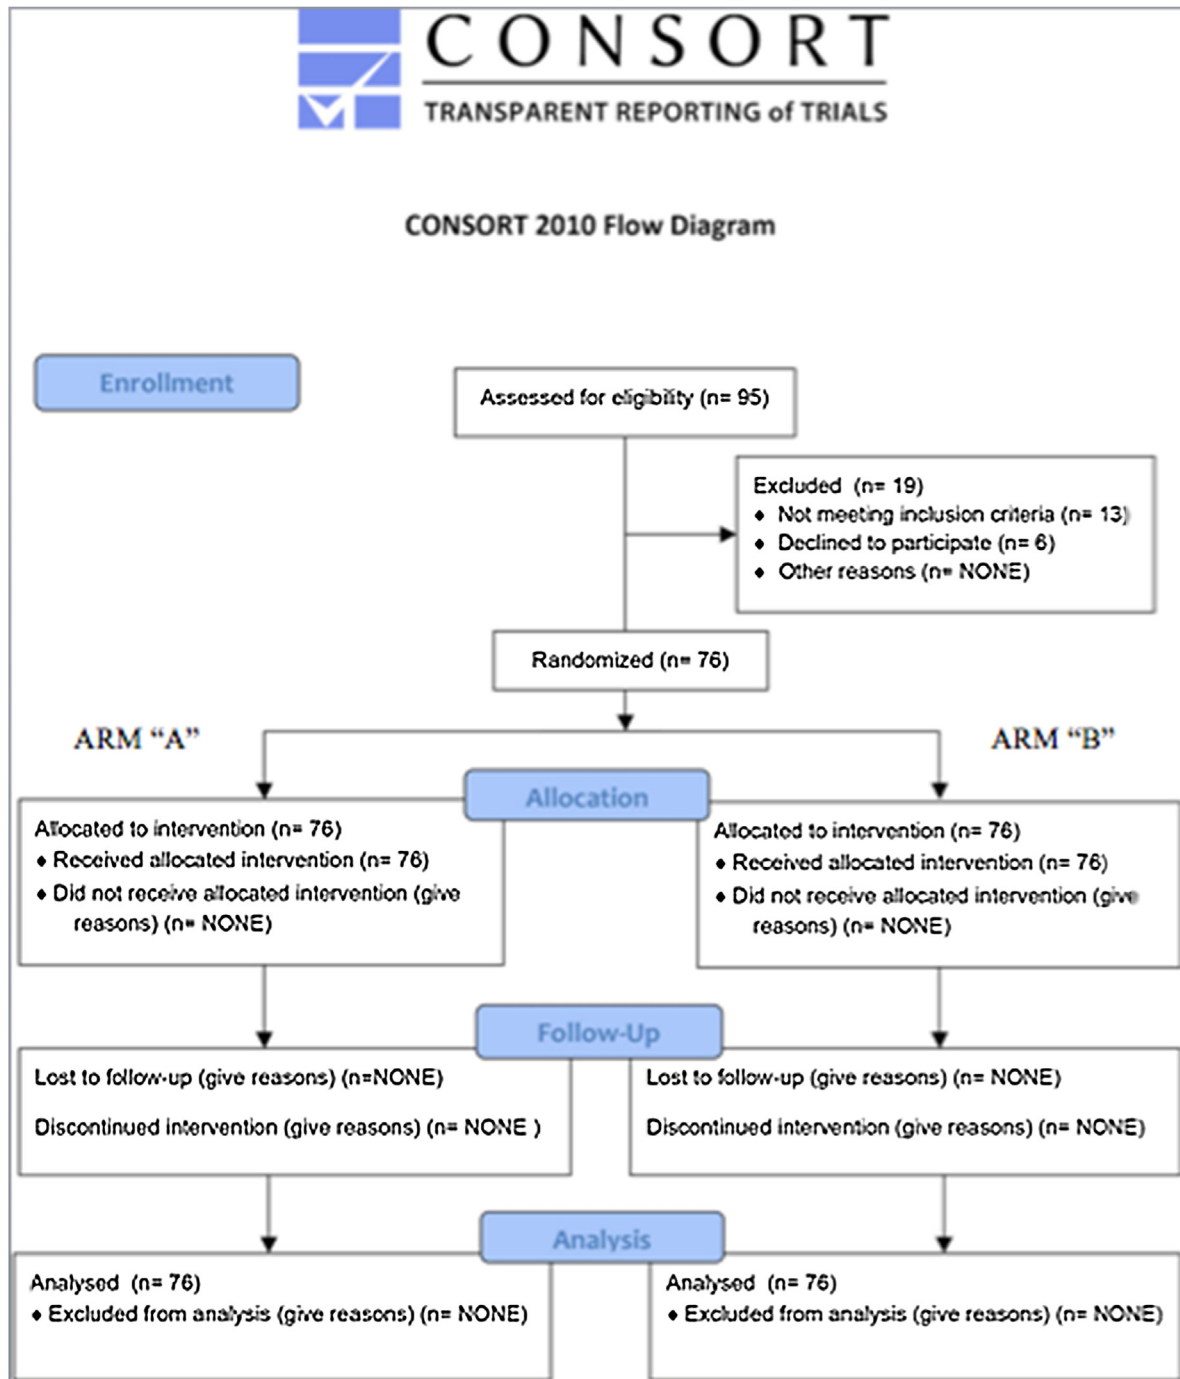 CONSORT
TRANSPARENT REPORTING of TRIALS
CONSORT 2010 Flow Diagram
Enrollment
Assessed for eligibility (n= 95)
Excluded (n= 19)
♦ Not meeting inclusion criteria (n= 13)
♦ Declined to participate (n= 6)
♦ Other reasons (n= NONE)
Randomized (n= 76)
ARM “A”
ARM “B”
Allocation
Allocated to intervention (n= 76)
♦ Received allocated intervention (n= 76)
♦ Did not receive allocated intervention (give
reasons) (n= NONE)
Allocated to intervention (n= 76)
♦ Received allocated intervention (n= 76)
♦ Did not receive allocated intervention (give
reasons) (n= NONE)
Follow-Up
Lost to follow-up (give reasons) (n=NONE)
Discontinued intervention (give reasons) (n= NONE )
Lost to follow-up (give reasons) (n= NONE)
Discontinued intervention (give reasons) (n= NONE)
Analysis
Analysed (n= 76)
♦ Excluded from analysis (give reasons) (n= NONE)
Analysed (n= 76)
♦ Excluded from analysis (give reasons) (n= NONE)